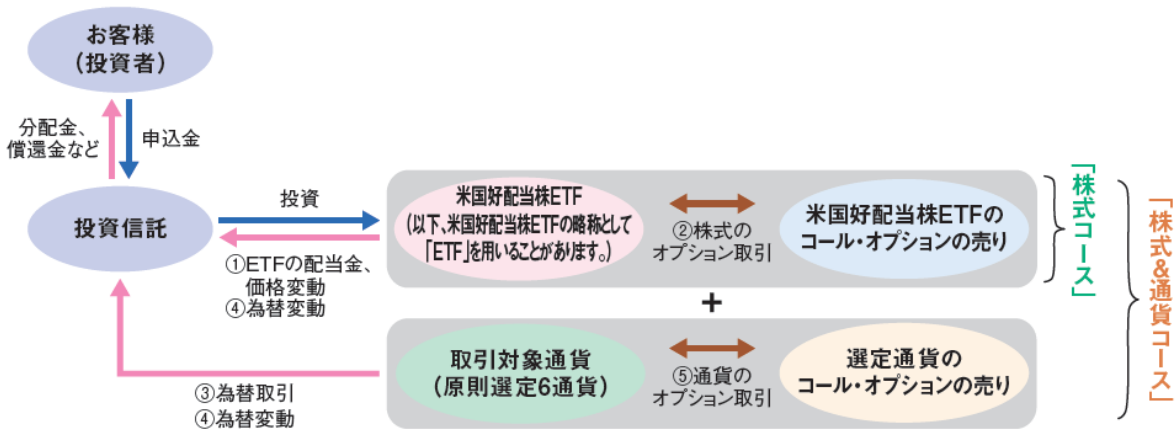 お客様
（投資者）
分配金、
償還金など
申込金
投資信託
投資
①ETFの配当金、
価格変動
④為替変動
米国好配当株ETF
（以下、米国好配当株ETFの略称として
「ETF」を用いることがあります。）
②株式の
オプション取引
米国好配当株ETFの
コール・オプションの売り
「株式コース」
「株式&通貨コース」
+
③為替取引
④為替変動
取引対象通貨
（原則選定6通貨）
⑤通貨の
オプション取引
選定通貨の
コール・オプションの売り